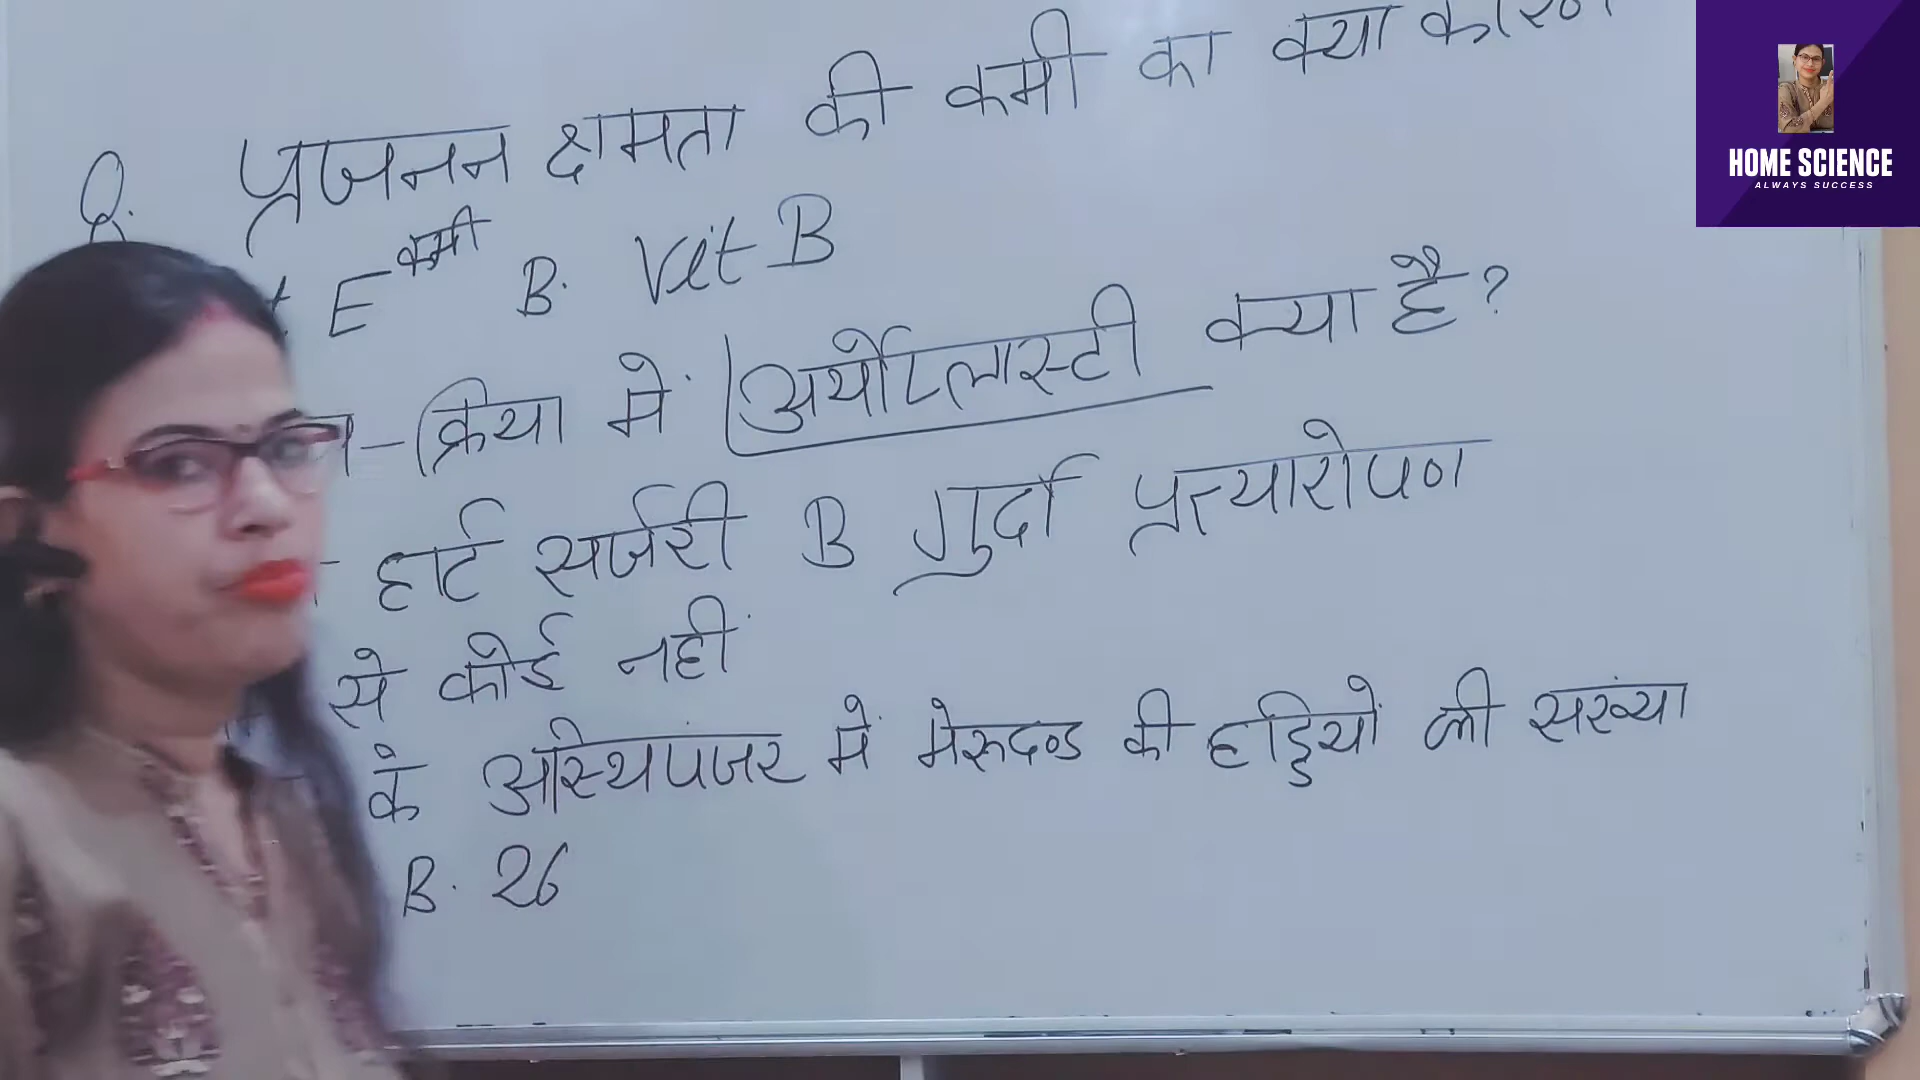 Q. प्रजनन क्षमता की कमी का क्या कारण
E कमी B. Vit B
क्रिया में अर्थोप्लास्टी क्या है?
हार्ट सर्जरी B गुर्दा प्रत्यारोपण
से कोई नहीं
के अस्थिपंजर में मेरूदण्ड की हड्डियों की संख्या
B. 26
HOME SCIENCE
ALWAYS SUCCESS